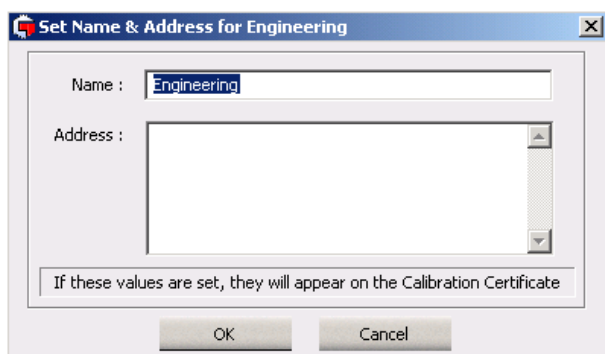 Set Name & Address for Engineering
Name : Engineering
Address :
If these values are set, they will appear on the Calibration Certificate
OK Cancel